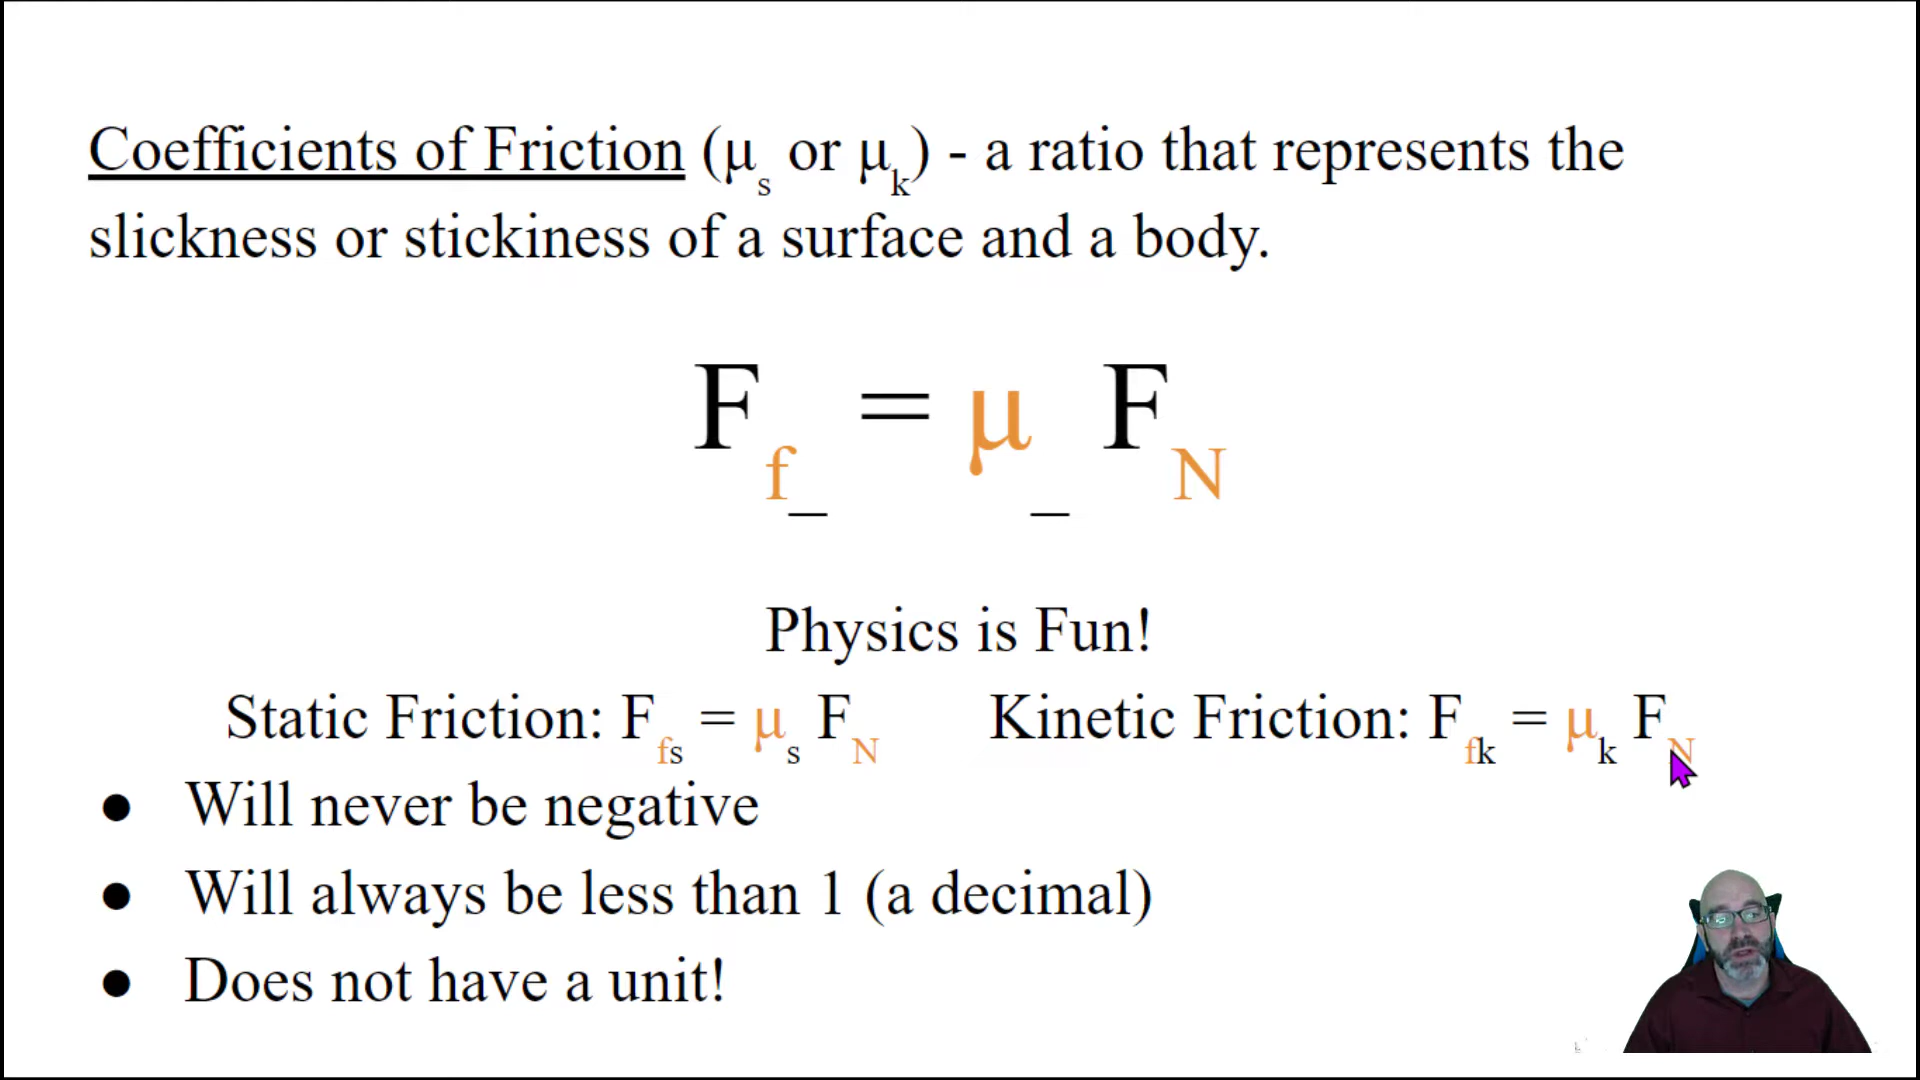 Coefficients of Friction (μs or μk) - a ratio that represents the
slickness or stickiness of a surface and a body.
Ff_ = μ_ FN
Physics is Fun!
Static Friction: Ffs = μs FN Kinetic Friction: Ffk = μk FN
● Will never be negative
● Will always be less than 1 (a decimal)
● Does not have a unit!